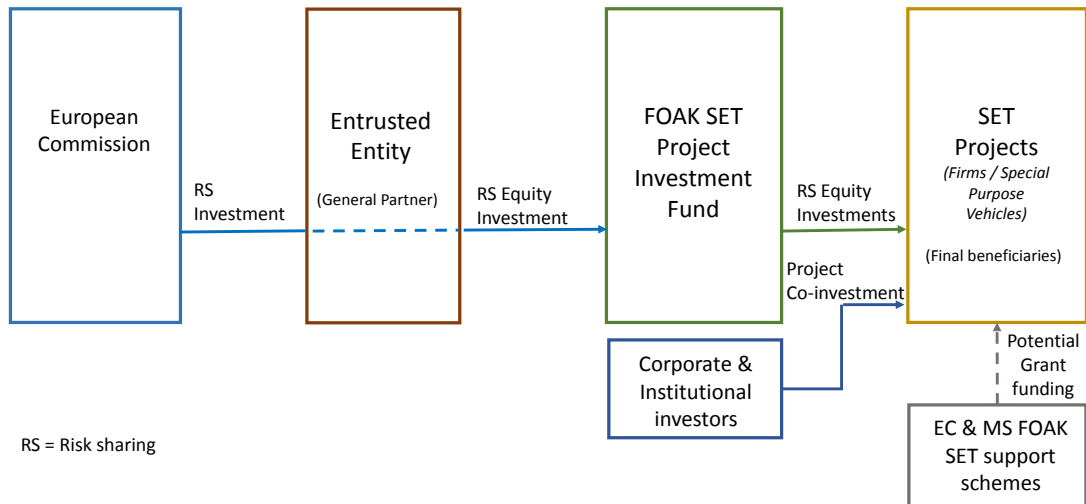 European
Commission
RS
Investment
Entrusted
Entity
(General Partner)
RS Equity
Investment
FOAK SET
Project
Investment
Fund
RS Equity
Investments
Project
Co-investment
SET
Projects
(Firms / Special
Purpose
Vehicles)
(Final beneficiaries)
Corporate &
Institutional
investors
Potential
Grant
funding
EC & MS FOAK
SET support
schemes
RS = Risk sharing